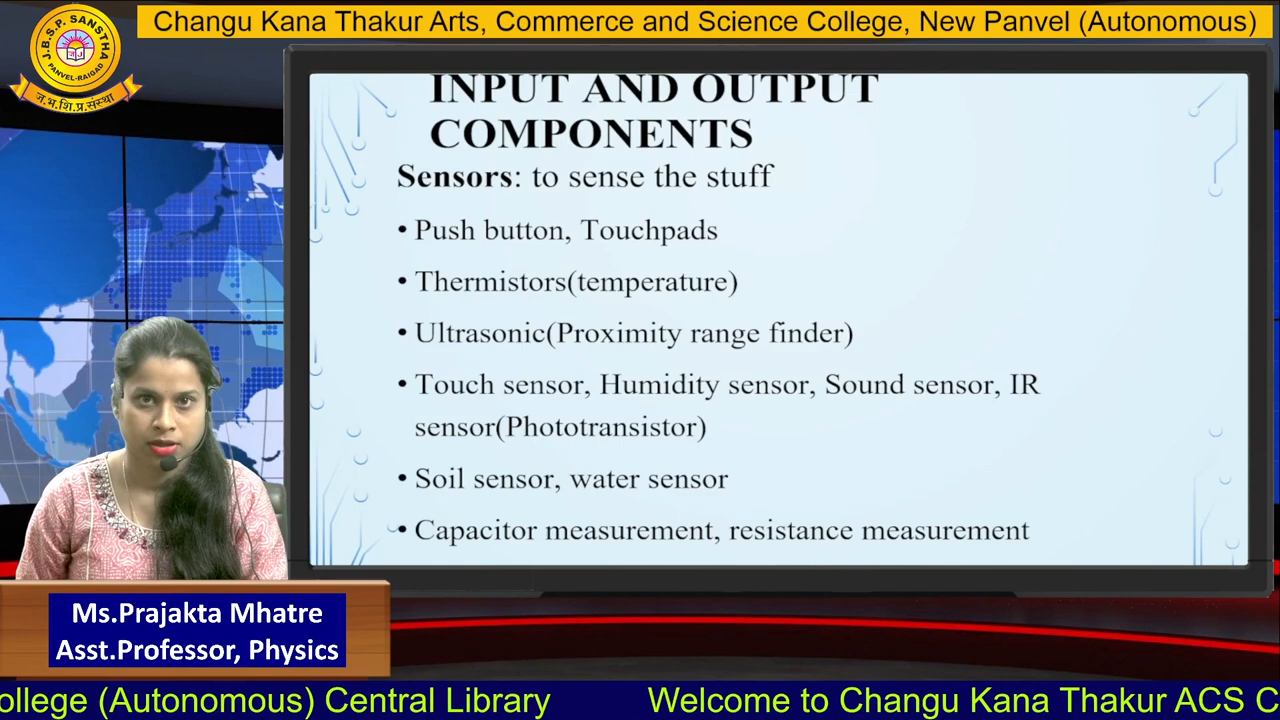 Changu Kana Thakur Arts, Commerce and Science College, New Panvel (Autonomous)
J.B.S.P. SANSTHA
PANVEL-RAIGAD
ज.भ.शि.प्र.संस्था
INPUT AND OUTPUT
COMPONENTS
Sensors: to sense the stuff
• Push button, Touchpads
• Thermistors(temperature)
• Ultrasonic(Proximity range finder)
• Touch sensor, Humidity sensor, Sound sensor, IR
sensor(Phototransistor)
• Soil sensor, water sensor
• Capacitor measurement, resistance measurement
Ms.Prajakta Mhatre
Asst.Professor, Physics
ollege (Autonomous) Central Library Welcome to Changu Kana Thakur ACS C